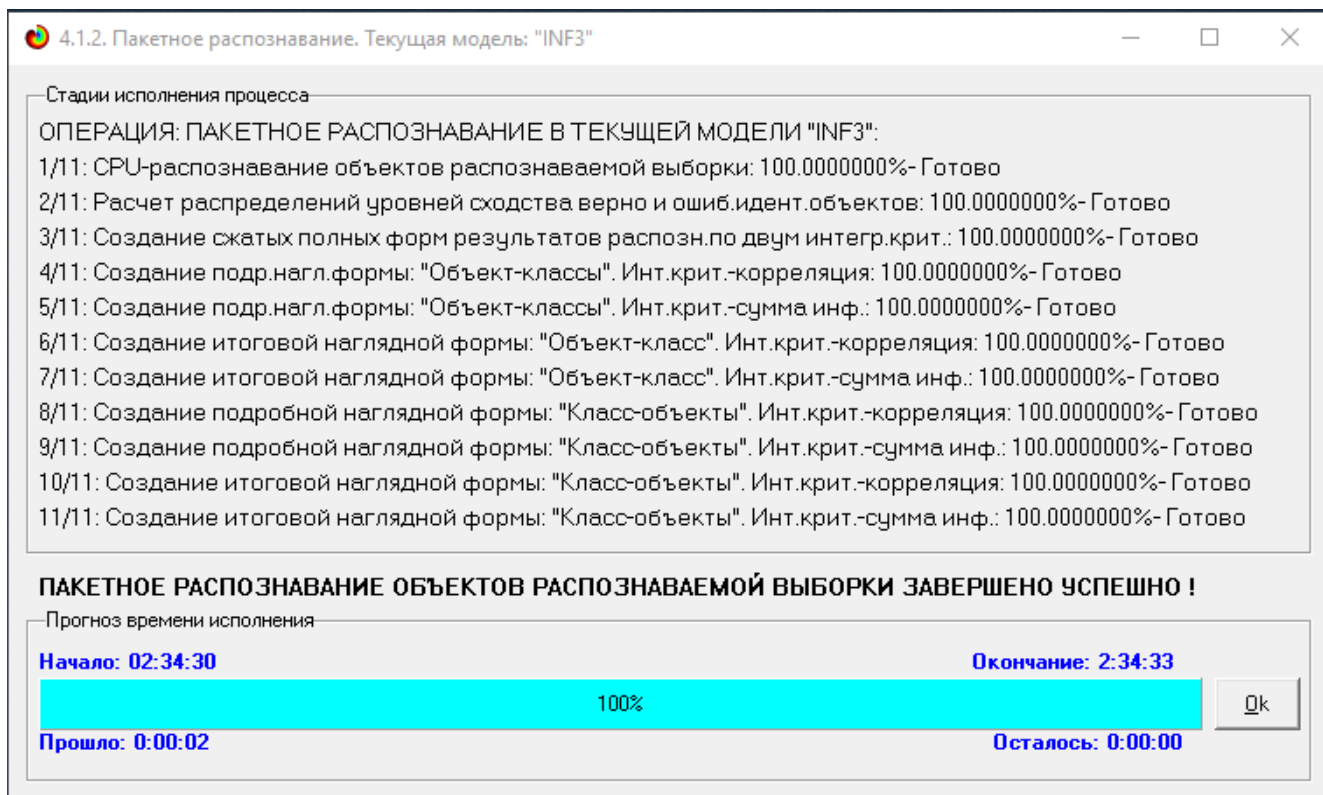 4.1.2. Пакетное распознавание. Текущая модель: "INF3"
Стадии исполнения процесса
ОПЕРАЦИЯ: ПАКЕТНОЕ РАСПОЗНАВАНИЕ В ТЕКУЩЕЙ МОДЕЛИ "INF3":
1/11: CPU-распознавание объектов распознаваемой выборки: 100.0000000%- Готово
2/11: Расчет распределений уровней сходства верно и ошиб.идент.объектов: 100.0000000%- Готово
3/11: Создание сжатых полных форм результатов распозн.по двум интегр.крит.: 100.0000000%- Готово
4/11: Создание подр.нагл.формы: "Объект-классы". Инт.крит.-корреляция: 100.0000000%- Готово
5/11: Создание подр.нагл.формы: "Объект-классы". Инт.крит.-сумма инф.: 100.0000000%- Готово
6/11: Создание итоговой наглядной формы: "Объект-класс". Инт.крит.-корреляция: 100.0000000%- Готово
7/11: Создание итоговой наглядной формы: "Объект-класс". Инт.крит.-сумма инф.: 100.0000000%- Готово
8/11: Создание подробной наглядной формы: "Класс-объекты". Инт.крит.-корреляция: 100.0000000%- Готово
9/11: Создание подробной наглядной формы: "Класс-объекты". Инт.крит.-сумма инф.: 100.0000000%- Готово
10/11: Создание итоговой наглядной формы: "Класс-объекты". Инт.крит.-корреляция: 100.0000000%- Готово
11/11: Создание итоговой наглядной формы: "Класс-объекты". Инт.крит.-сумма инф.: 100.0000000%- Готово
ПАКЕТНОЕ РАСПОЗНАВАНИЕ ОБЪЕКТОВ РАСПОЗНАВАЕМОЙ ВЫБОРКИ ЗАВЕРШЕНО УСПЕШНО !
Прогноз времени исполнения
Начало: 02:34:30 Окончание: 2:34:33
100% Ok
Прошло: 0:00:02 Осталось: 0:00:00